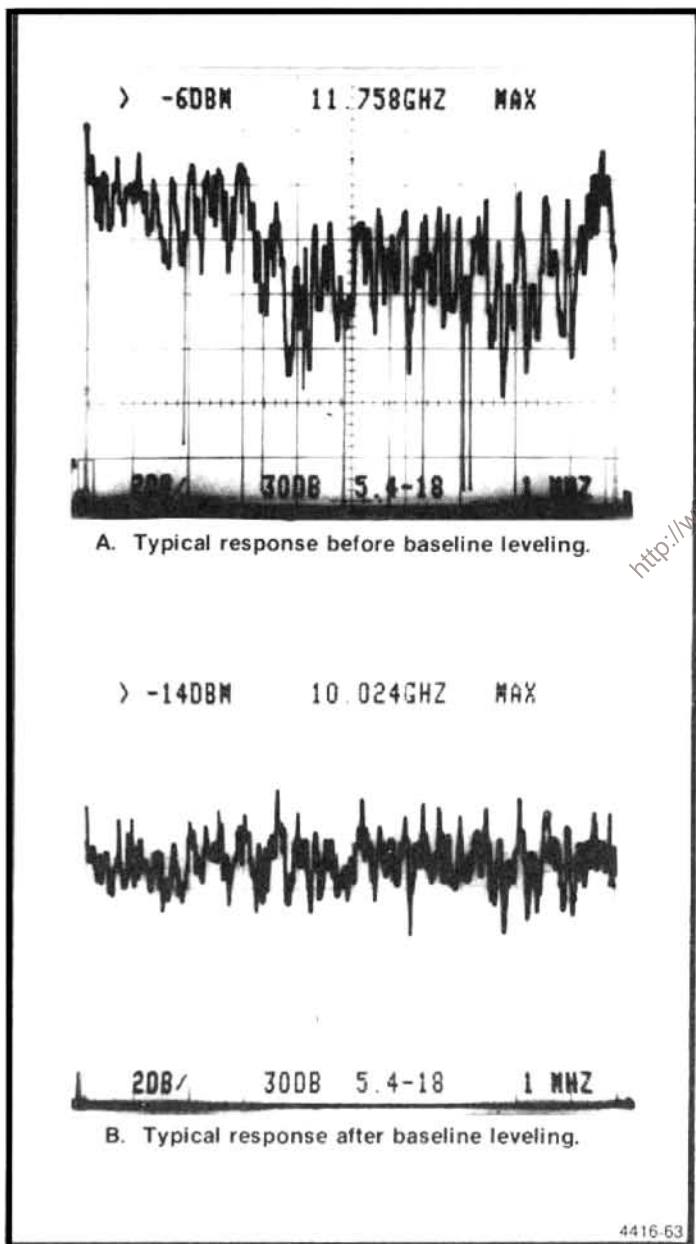 > -6DBM 11.758GHZ MAX
2DB/ 30DB 5.4-18 1 MHZ
A. Typical response before baseline leveling.
http://w
> -14DBM 10.024GHZ MAX
2DB/ 30DB 5.4-18 1 MHZ
B. Typical response after baseline leveling.
4416-63